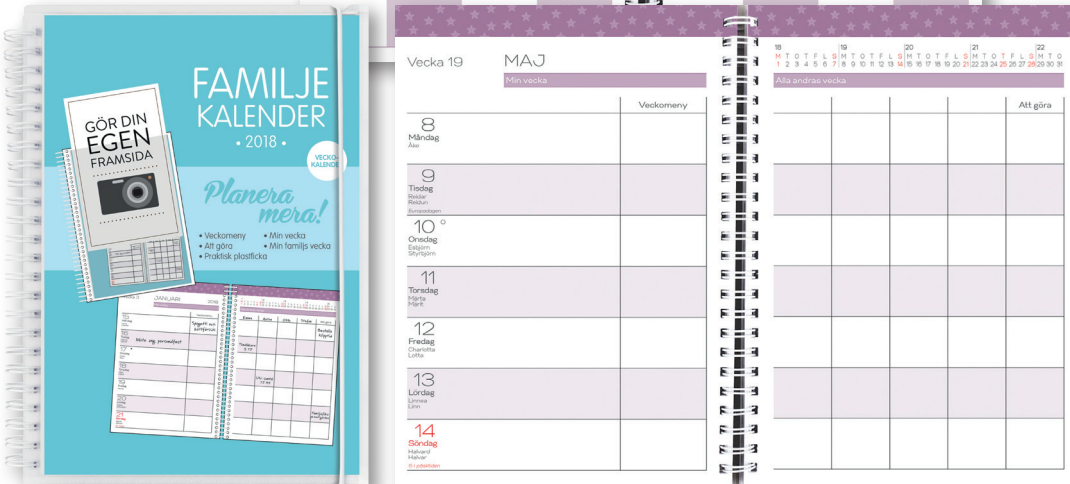 FAMILJE
KALENDER
• 2018 •
VECKO-
KALENDER
GÖR DIN
EGEN
FRAMSIDA
Planera
mera!
• Veckomeny
• Att göra
• Praktisk plastficka
• Min vecka
• Min familjs vecka
JANUARI
2018
Vecka 19
MAJ
Min vecka
Veckomeny
8
Måndag
Åke
9
Tisdag
Reidar
Reidun
Europadagen
10
Onsdag
Esbjörn
Styrbjörn
11
Torsdag
Märta
Märit
12
Fredag
Charlotta
Lotta
13
Lördag
Linnea
Linn
14
Söndag
Halvard
Halvar
5 i påsktiden
18 19 20 21 22
M T O T F L S M T O T F L S M T O T F L S M T O T F L S M T O
1 2 3 4 5 6 7 8 9 10 11 12 13 14 15 16 17 18 19 20 21 22 23 24 25 26 27 28 29 30 31
Alla andras vecka
Att göra